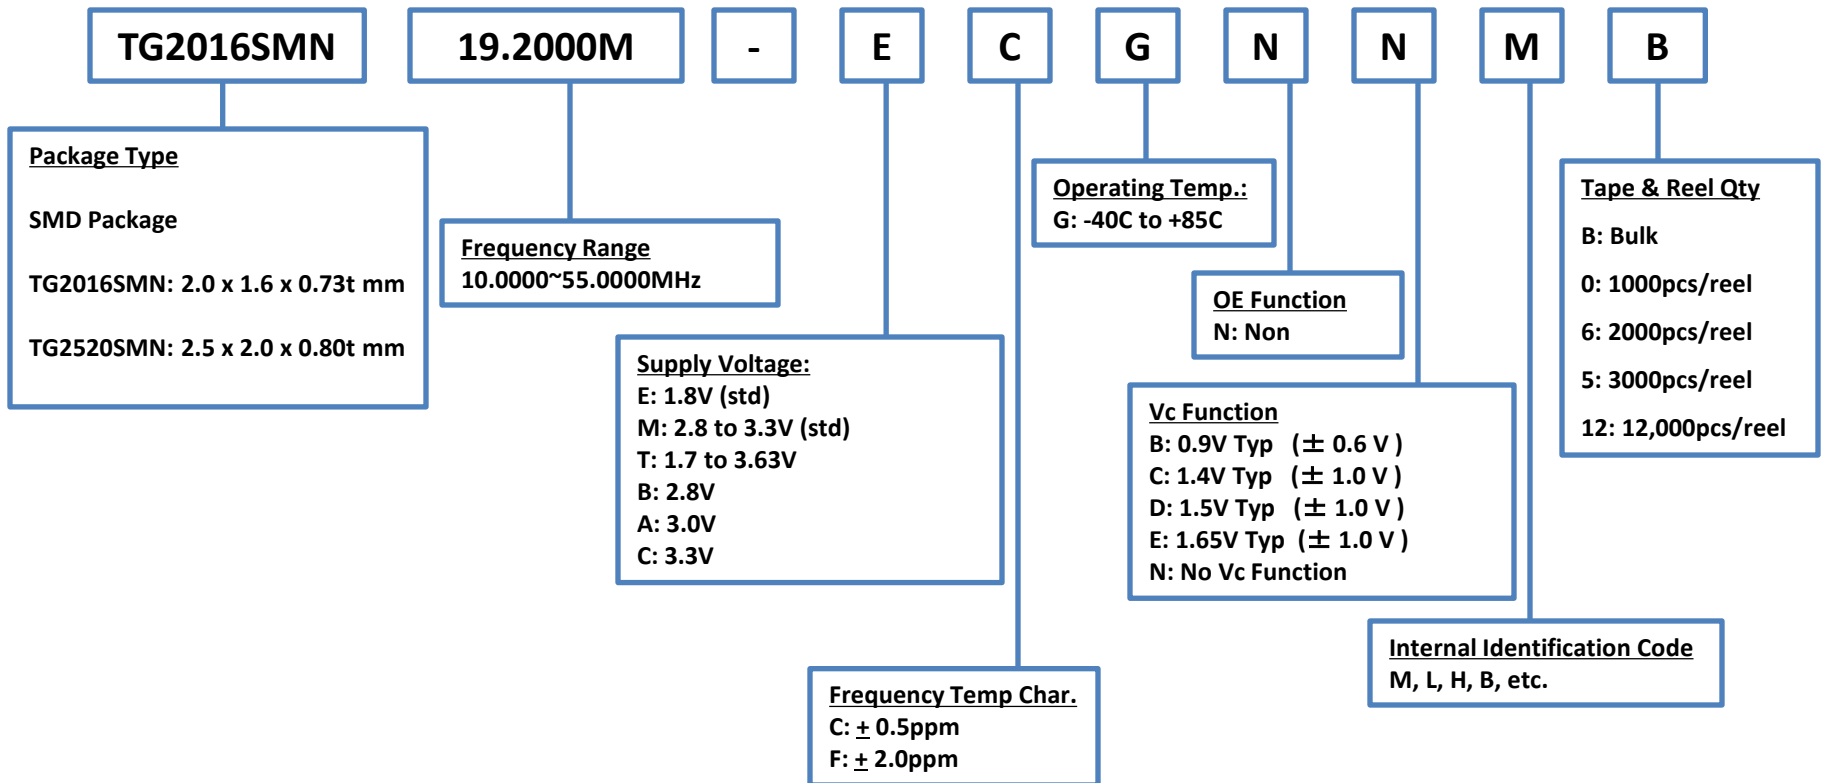 TG2016SMN 19.2000M - E C G N N M B
Package Type
SMD Package
TG2016SMN: 2.0 x 1.6 x 0.73t mm
TG2520SMN: 2.5 x 2.0 x 0.80t mm
Frequency Range
10.0000~55.0000MHz
Supply Voltage:
E: 1.8V (std)
M: 2.8 to 3.3V (std)
T: 1.7 to 3.63V
B: 2.8V
A: 3.0V
C: 3.3V
Frequency Temp Char.
C: ± 0.5ppm
F: ± 2.0ppm
Operating Temp.:
G: -40C to +85C
OE Function
N: Non
Vc Function
B: 0.9V Typ (± 0.6 V )
C: 1.4V Typ (± 1.0 V )
D: 1.5V Typ (± 1.0 V )
E: 1.65V Typ (± 1.0 V )
N: No Vc Function
Internal Identification Code
M, L, H, B, etc.
Tape & Reel Qty
B: Bulk
0: 1000pcs/reel
6: 2000pcs/reel
5: 3000pcs/reel
12: 12,000pcs/reel